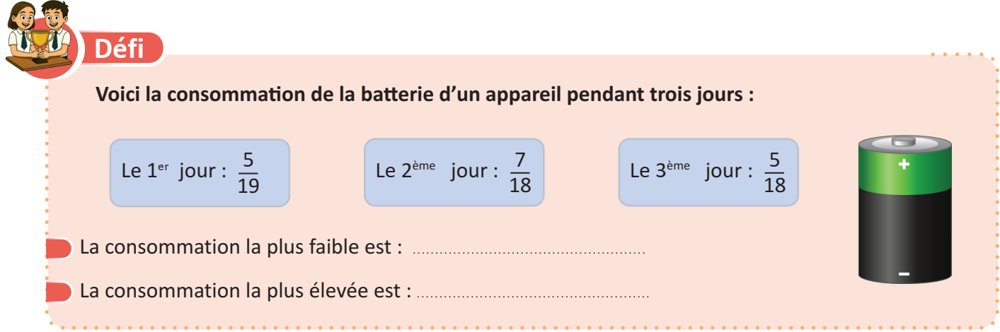 Défi
Voici la consommation de la batterie d’un appareil pendant trois jours :
Le 1er jour : 5/19
Le 2ème jour : 7/18
Le 3ème jour : 5/18
+
La consommation la plus faible est : ............................................
La consommation la plus élevée est : ............................................
–